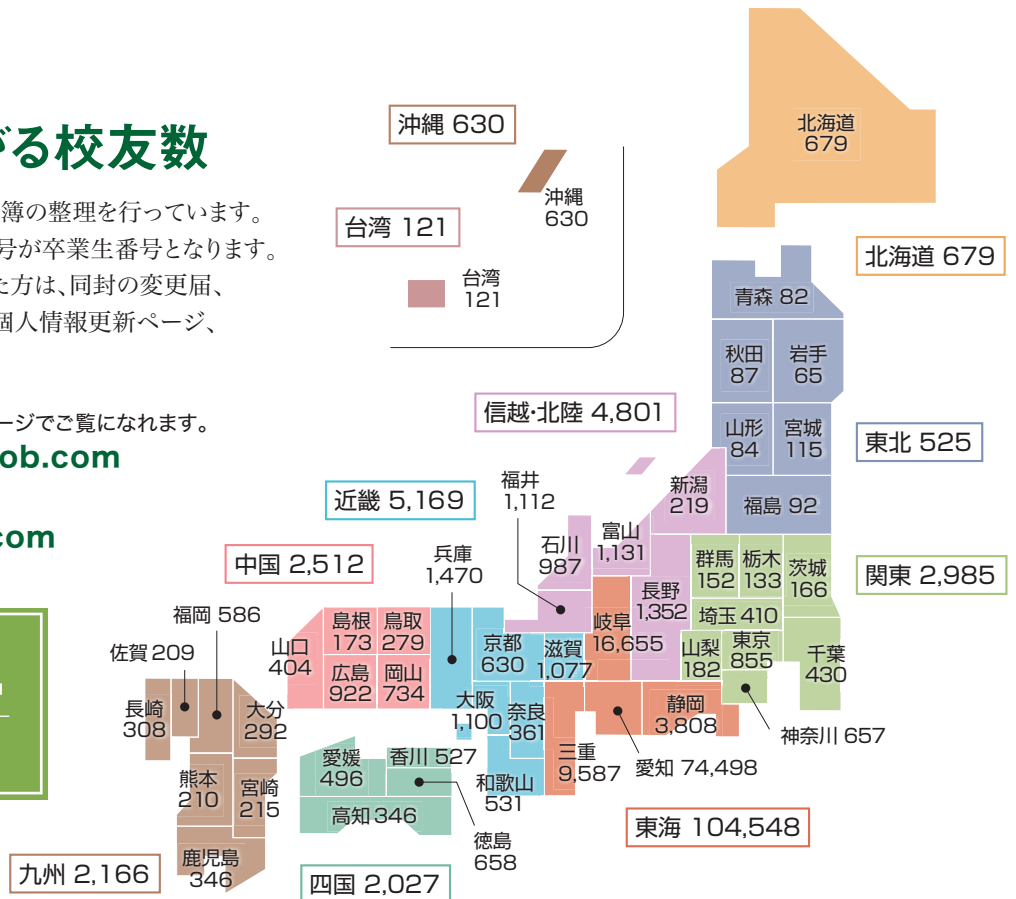 がる校友数
簿の整理を行っています。
号が卒業生番号となります。
た方は、同封の変更届、
個人情報更新ページ、
ージでご覧になれます。
ob.com
com
沖縄 630
沖縄
630
台湾 121
台湾
121
北海道
679
北海道 679
青森 82
秋田
87
岩手
65
山形
84
宮城
115
福島 92
東北 525
信越・北陸 4,801
新潟
219
富山
1,131
石川
987
福井
1,112
長野
1,352
関東 2,985
群馬
152
栃木
133
茨城
166
埼玉 410
山梨
182
東京
855
千葉
430
神奈川 657
近畿 5,169
兵庫
1,470
京都
630
滋賀
1,077
大阪
1,100
奈良
361
和歌山
531
岐阜
16,655
静岡
3,808
愛知 74,498
三重
9,587
東海 104,548
中国 2,512
島根
173
鳥取
279
山口
404
広島
922
岡山
734
愛媛
496
香川 527
高知 346
徳島
658
四国 2,027
福岡 586
佐賀 209
長崎
308
大分
292
熊本
210
宮崎
215
鹿児島
346
九州 2,166